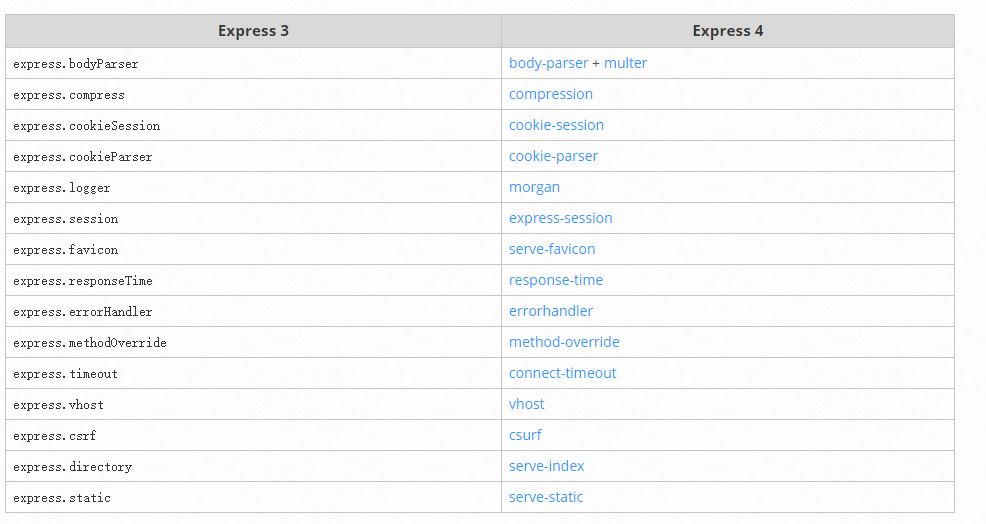 Express 3 Express 4
express.bodyParser body-parser + multer
express.compress compression
express.cookieSession cookie-session
express.cookieParser cookie-parser
express.logger morgan
express.session express-session
express.favicon serve-favicon
express.responseTime response-time
express.errorHandler errorhandler
express.methodOverride method-override
express.timeout connect-timeout
express.vhost vhost
express.csrf csurf
express.directory serve-index
express.static serve-static